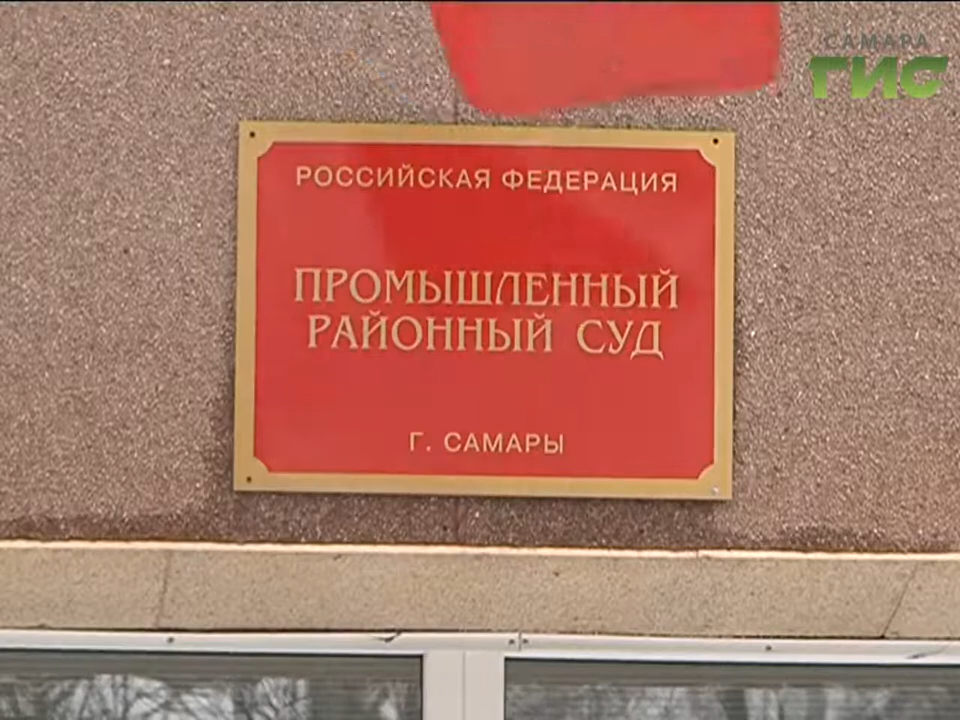 САМАРА
ГИС
РОССИЙСКАЯ ФЕДЕРАЦИЯ
ПРОМЫШЛЕННЫЙ
РАЙОННЫЙ СУД
Г. САМАРЫ